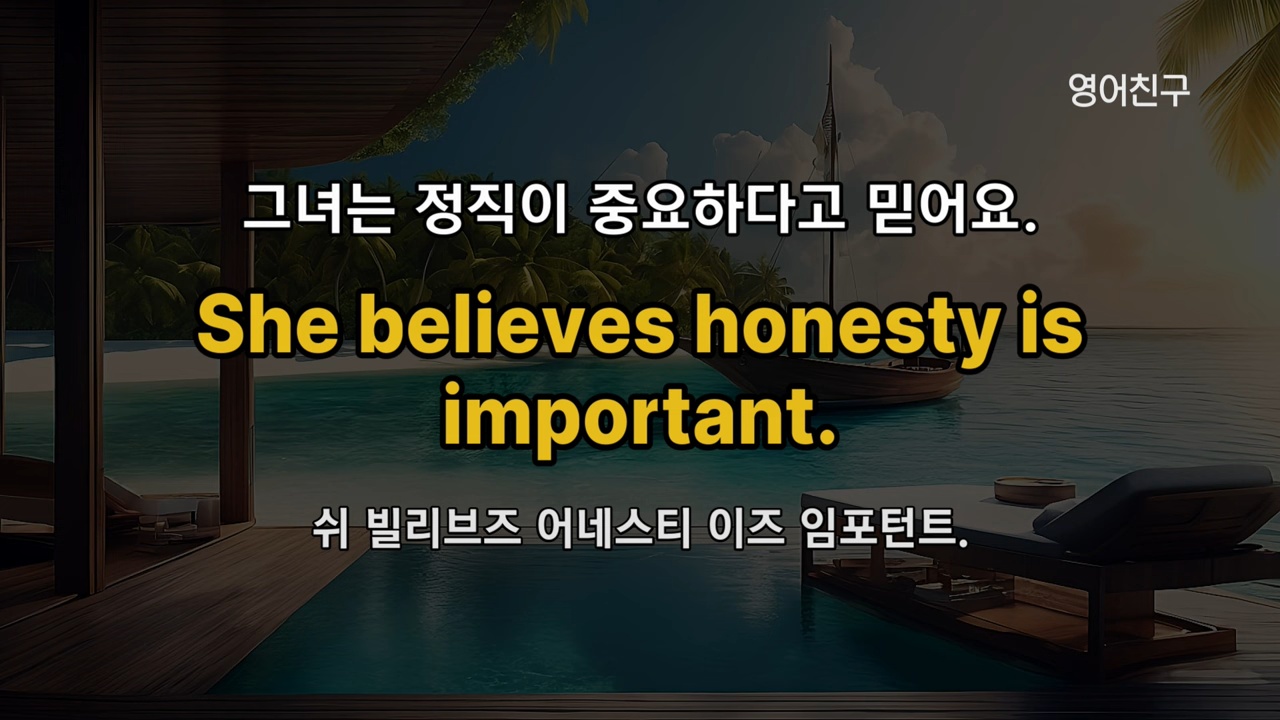 영어친구
그녀는 정직이 중요하다고 믿어요.
She believes honesty is
important.
쉬 빌리브즈 어네스티 이즈 임포턴트.